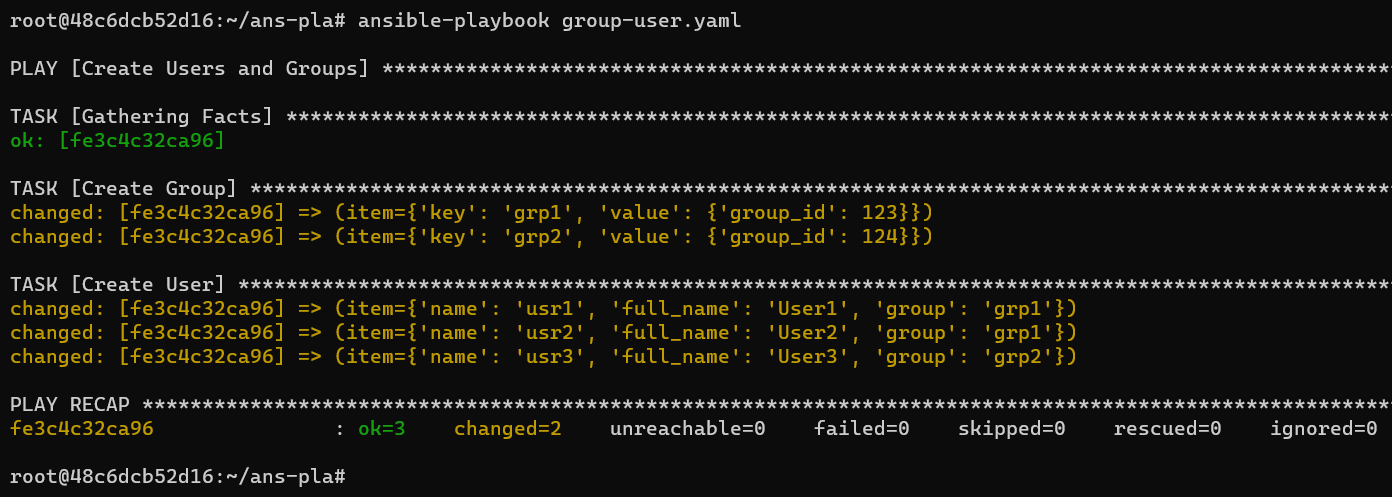 root@48c6dcb52d16:~/ans-pla# ansible-playbook group-user.yaml
PLAY [Create Users and Groups] ************************************************************************************
TASK [Gathering Facts] ********************************************************************************************
ok: [fe3c4c32ca96]
TASK [Create Group] ***********************************************************************************************
changed: [fe3c4c32ca96] => (item={'key': 'grp1', 'value': {'group_id': 123}})
changed: [fe3c4c32ca96] => (item={'key': 'grp2', 'value': {'group_id': 124}})
TASK [Create User] ************************************************************************************************
changed: [fe3c4c32ca96] => (item={'name': 'usr1', 'full_name': 'User1', 'group': 'grp1'})
changed: [fe3c4c32ca96] => (item={'name': 'usr2', 'full_name': 'User2', 'group': 'grp1'})
changed: [fe3c4c32ca96] => (item={'name': 'usr3', 'full_name': 'User3', 'group': 'grp2'})
PLAY RECAP ********************************************************************************************************
fe3c4c32ca96               : ok=3    changed=2    unreachable=0    failed=0    skipped=0    rescued=0    ignored=0
root@48c6dcb52d16:~/ans-pla#